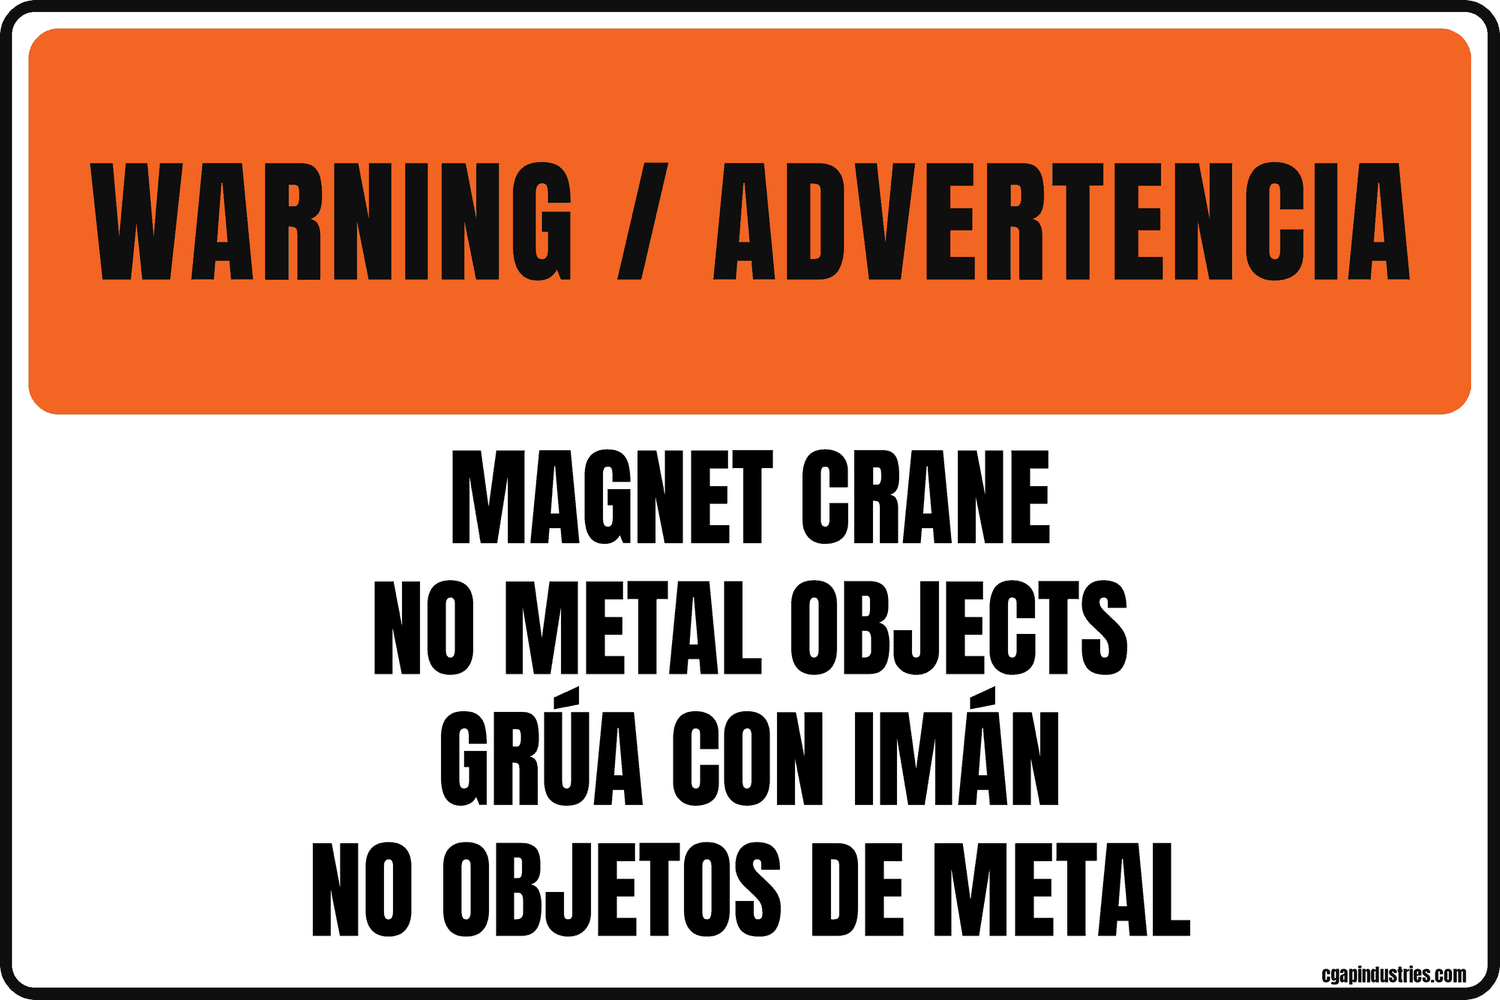 WARNING / ADVERTENCIA
MAGNET CRANE
NO METAL OBJECTS
GRÚA CON IMÁN
NO OBJETOS DE METAL
cgapindustries.com